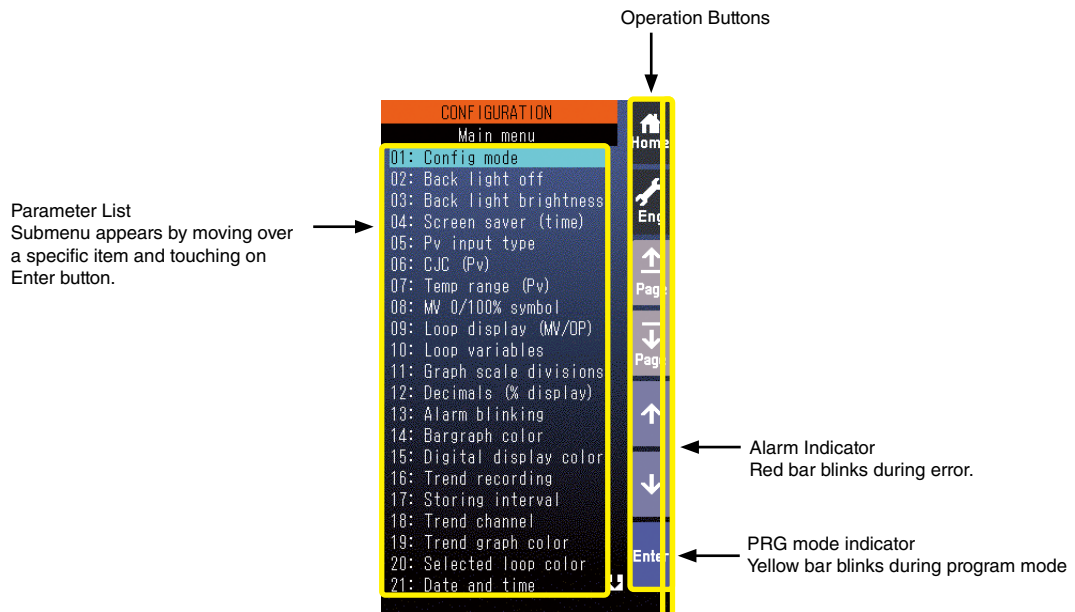 Operation Buttons
CONFIGURATION
Main menu
01: Config mode
02: Back light off
03: Back light brightness
04: Screen saver (time)
05: Pv input type
06: CJC (Pv)
07: Temp range (Pv)
08: MV 0/100% symbol
09: Loop display (MV/OP)
10: Loop variables
11: Graph scale divisions
12: Decimals (% display)
13: Alarm blinking
14: Bargraph color
15: Digital display color
16: Trend recording
17: Storing interval
18: Trend channel
19: Trend graph color
20: Selected loop color
21: Date and time
Home
Eng
Page
Page
Enter
Parameter List
Submenu appears by moving over
a specific item and touching on
Enter button.
Alarm Indicator
Red bar blinks during error.
PRG mode indicator
Yellow bar blinks during program mode